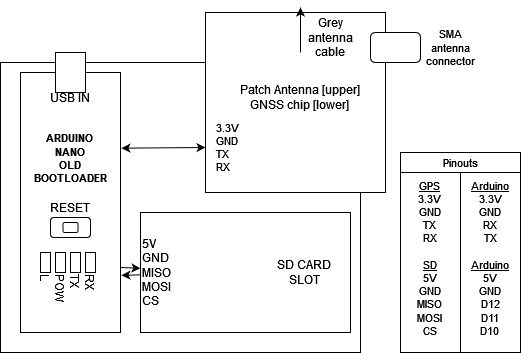 Grey
antenna
cable
SMA
antenna
connector
Patch Antenna [upper]
GNSS chip [lower]
USB IN
3.3V
GND
TX
RX
ARDUINO
NANO
OLD
BOOTLOADER
RESET
L
POW
TX
RX
5V
GND
MISO
MOSI
CS
SD CARD
SLOT
Pinouts
GPS Arduino
3.3V 3.3V
GND GND
TX RX
RX TX
SD Arduino
5V 5V
GND GND
MISO D12
MOSI D11
CS D10